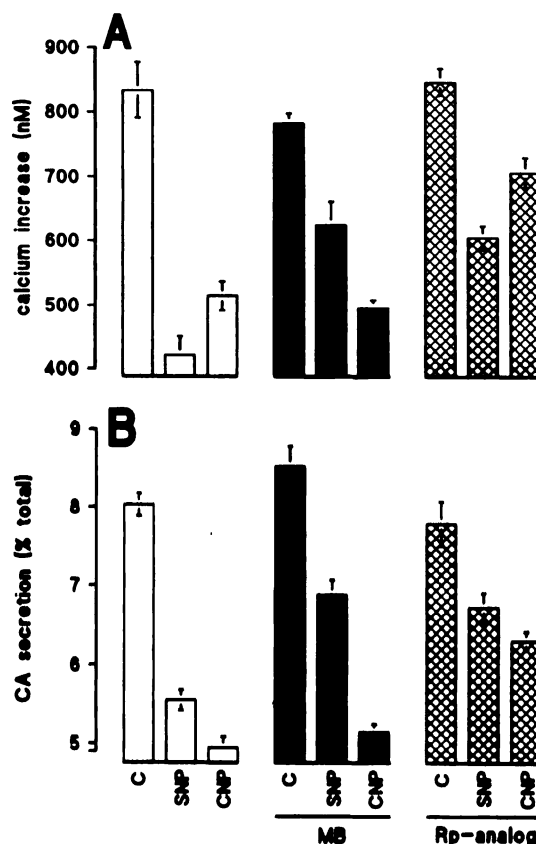 A
calcium increase (nM)
900
800
700
600
500
400
B
CA secretion (% total)
9
8
7
6
5
C SNP CNP C SNP CNP C SNP CNP
MB Rp-analog